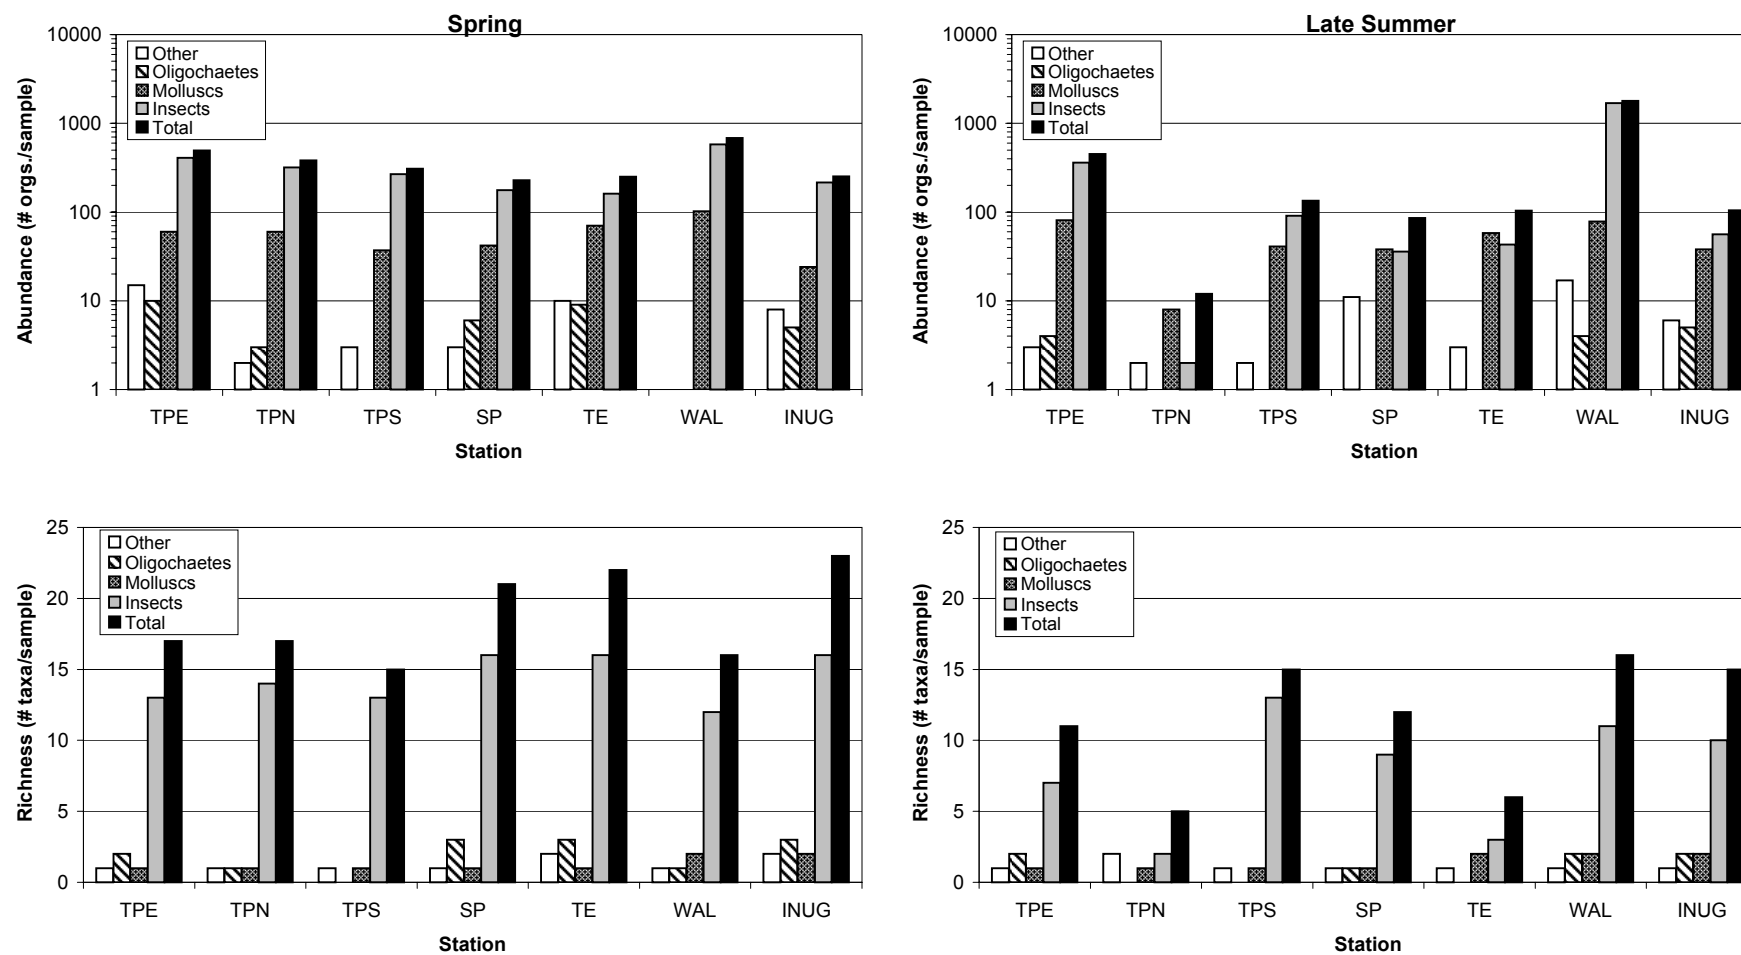 Spring
10000
1000
100
10
1
Abundance (# orgs./sample)
Other
Oligochaetes
Molluscs
Insects
Total
TPE TPN TPS SP TE WAL INUG
Station
Late Summer
10000
1000
100
10
1
Abundance (# orgs./sample)
Other
Oligochaetes
Molluscs
Insects
Total
TPE TPN TPS SP TE WAL INUG
Station
25
20
15
10
5
0
Richness (# taxa/sample)
Other
Oligochaetes
Molluscs
Insects
Total
TPE TPN TPS SP TE WAL INUG
Station
25
20
15
10
5
0
Richness (# taxa/sample)
Other
Oligochaetes
Molluscs
Insects
Total
TPE TPN TPS SP TE WAL INUG
Station